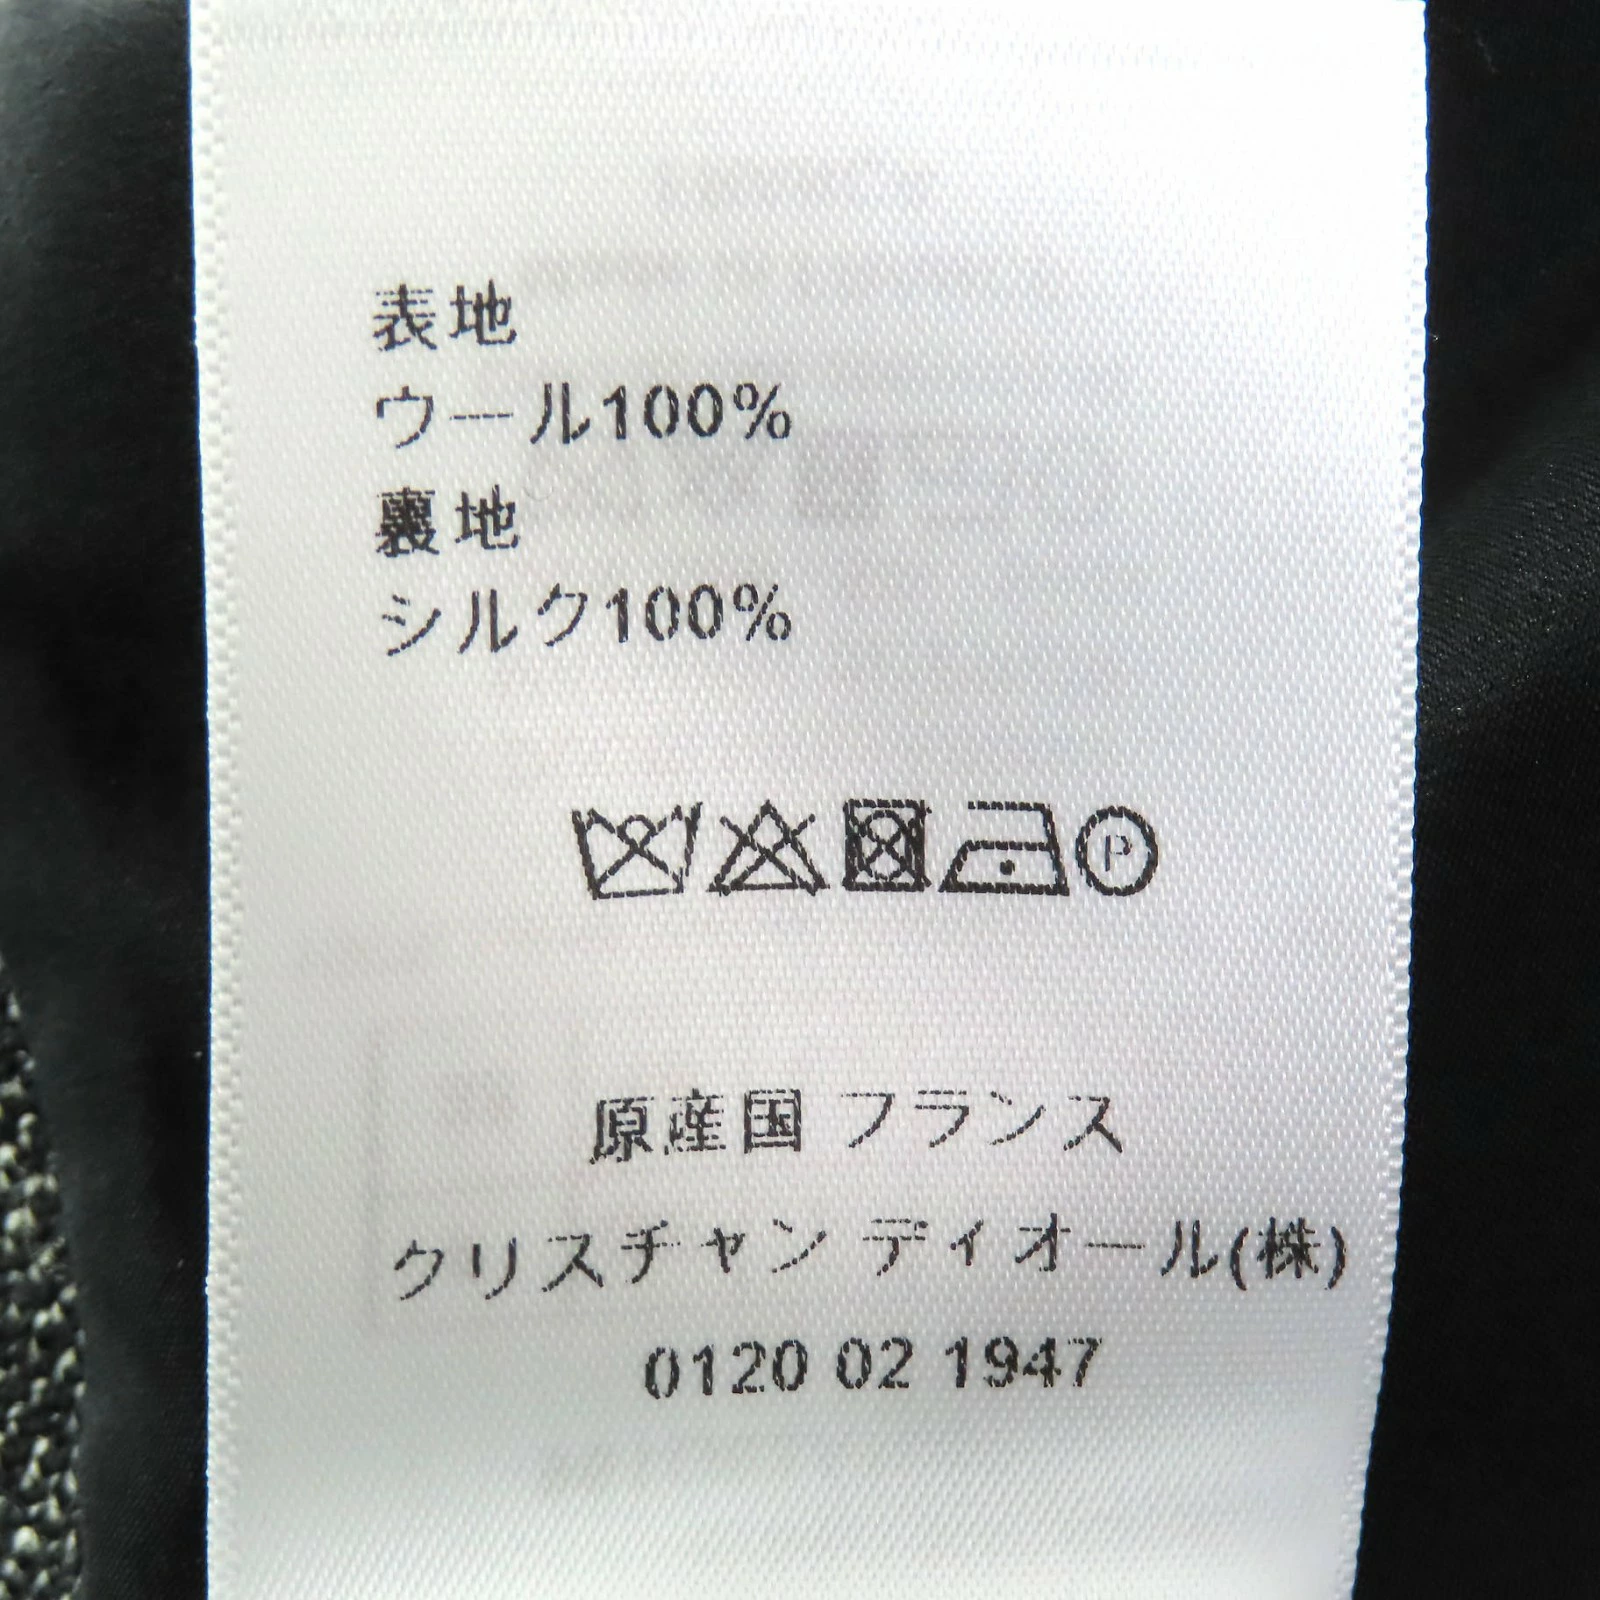 表地
ウール100%
裏地
シルク100%
P
原産国 フランス
クリスチャン ディオール(株)
0120 02 1947